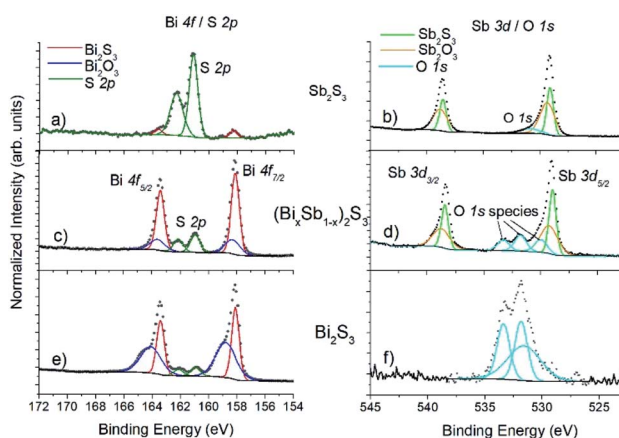 Bi 4f / S 2p
Sb 3d / O 1s
Bi₂S₃
Bi₂O₃
S 2p
S 2p
a)
Sb₂S₃
Sb₂S₃
Sb₂O₃
O 1s
O 1s
b)
Normalized Intensity (arb. units)
Bi 4f₅/₂
Bi 4f₇/₂
S 2p
c)
(BiₓSb₁₋ₓ)₂S₃
Sb 3d₃/₂
Sb 3d₅/₂
O 1s species
d)
e)
Bi₂S₃
f)
172 170 168 166 164 162 160 158 156 154
545 540 535 530 525
Binding Energy (eV)
Binding Energy (eV)